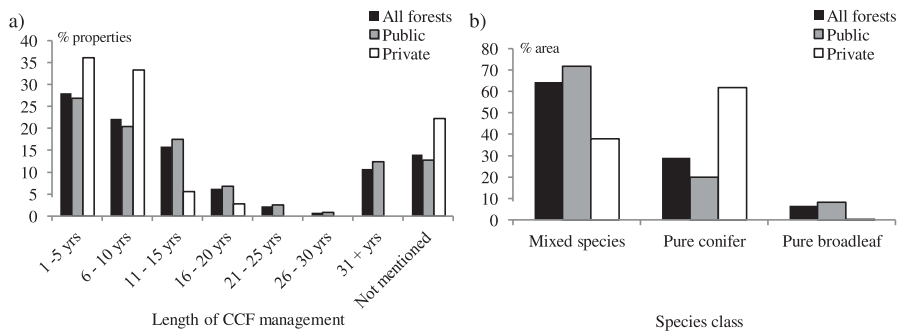 a)
% properties
All forests
Public
Private
40
35
30
25
20
15
10
5
0
1 -5 yrs
6 - 10 yrs
11 - 15 yrs
16 - 20 yrs
21 - 25 yrs
26 - 30 yrs
31 + yrs
Not mentioned
Length of CCF management
b)
% area
All forests
Public
Private
80
70
60
50
40
30
20
10
0
Mixed species
Pure conifer
Pure broadleaf
Species class